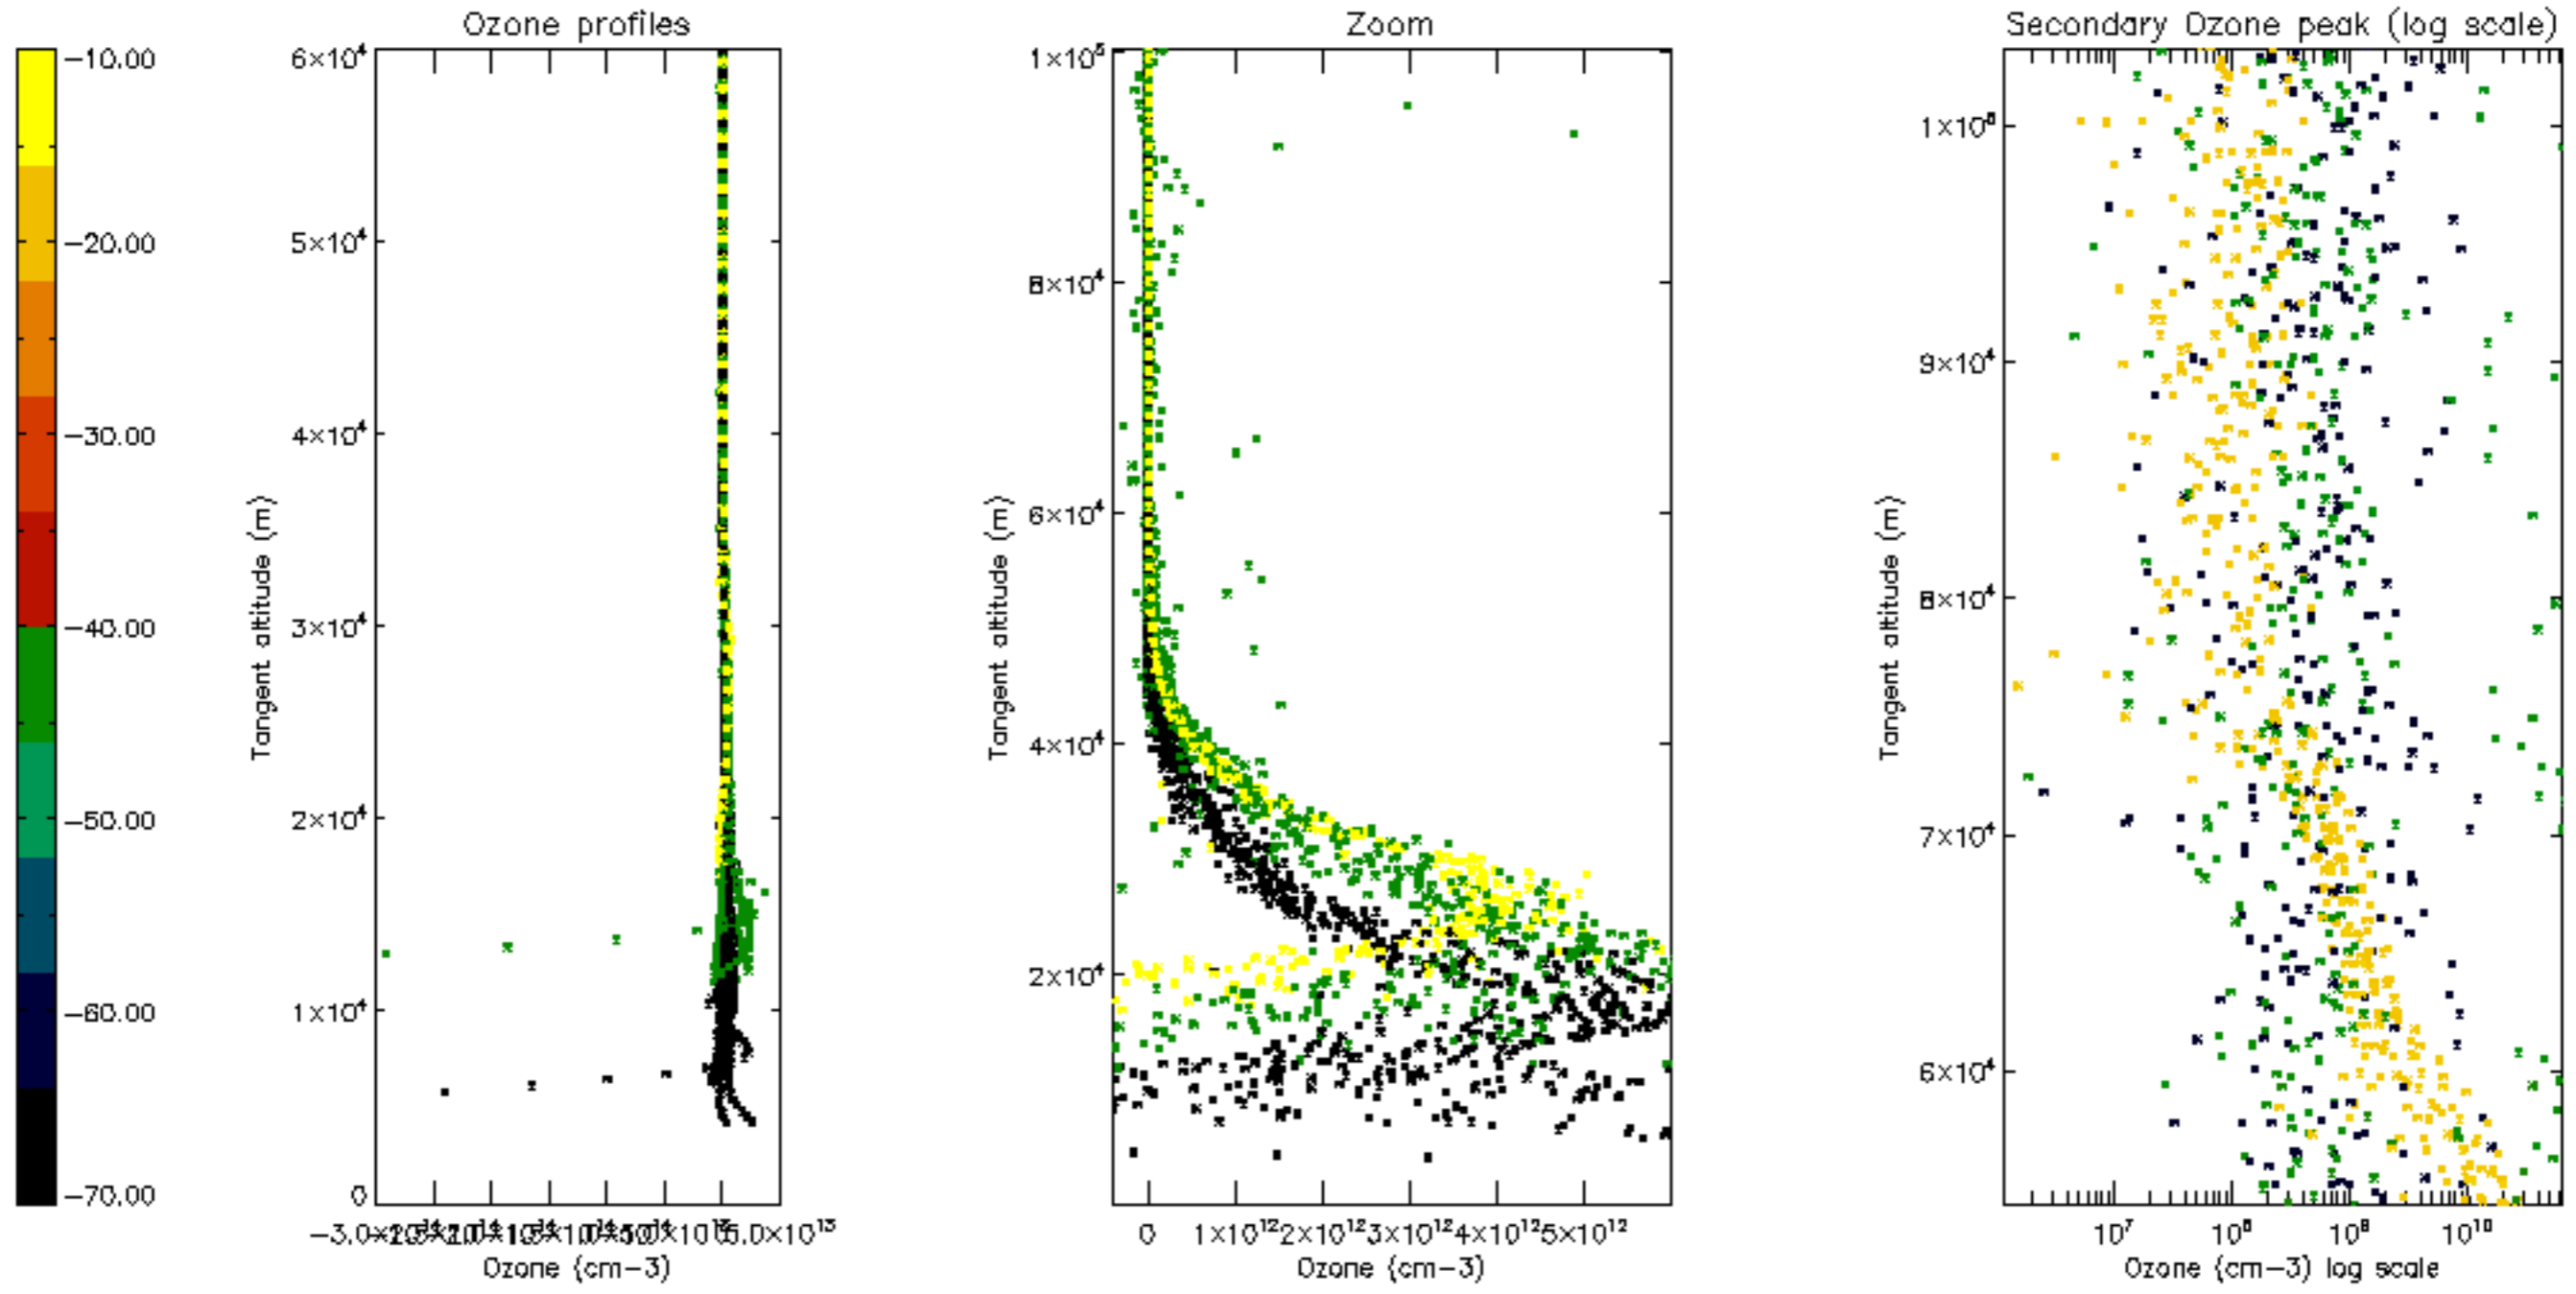 Ozone profiles
Zoom
Secondary Ozone peak (log scale)
-10.00
-20.00
-30.00
-40.00
-50.00
-60.00
-70.00
Tangent altitude (m)
6×10⁴
5×10⁴
4×10⁴
3×10⁴
2×10⁴
1×10⁴
0
5.0×10¹³
Ozone (cm-3)
Tangent altitude (m)
1×10⁵
8×10⁴
6×10⁴
4×10⁴
2×10⁴
0 1×10¹² 2×10¹² 3×10¹² 4×10¹² 5×10¹²
Ozone (cm-3)
Tangent altitude (m)
1×10⁵
9×10⁴
8×10⁴
7×10⁴
6×10⁴
10⁷ 10⁸ 10⁹ 10¹⁰
Ozone (cm-3) log scale